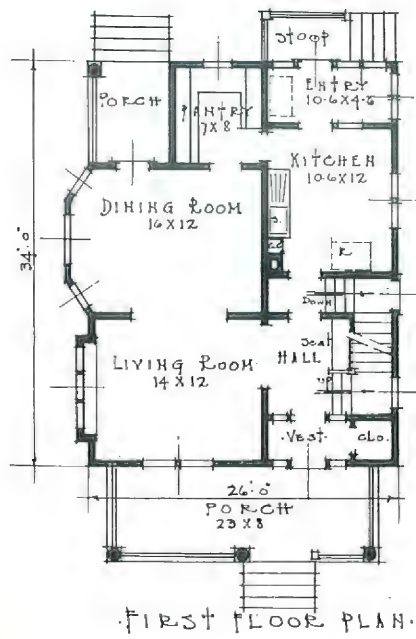 STOOP
ENTRY
10·6X4·6
PORCH
PANTRY
7X8
KITCHEN
10·6X12
DINING ROOM
16X12
S.
R
34'·0"
DOWN
Seat
HALL
LIVING ROOM
14X12
UP
·VEST·
CLO.
26'·0"
PORCH
23X8
·FIRST FLOOR PLAN·